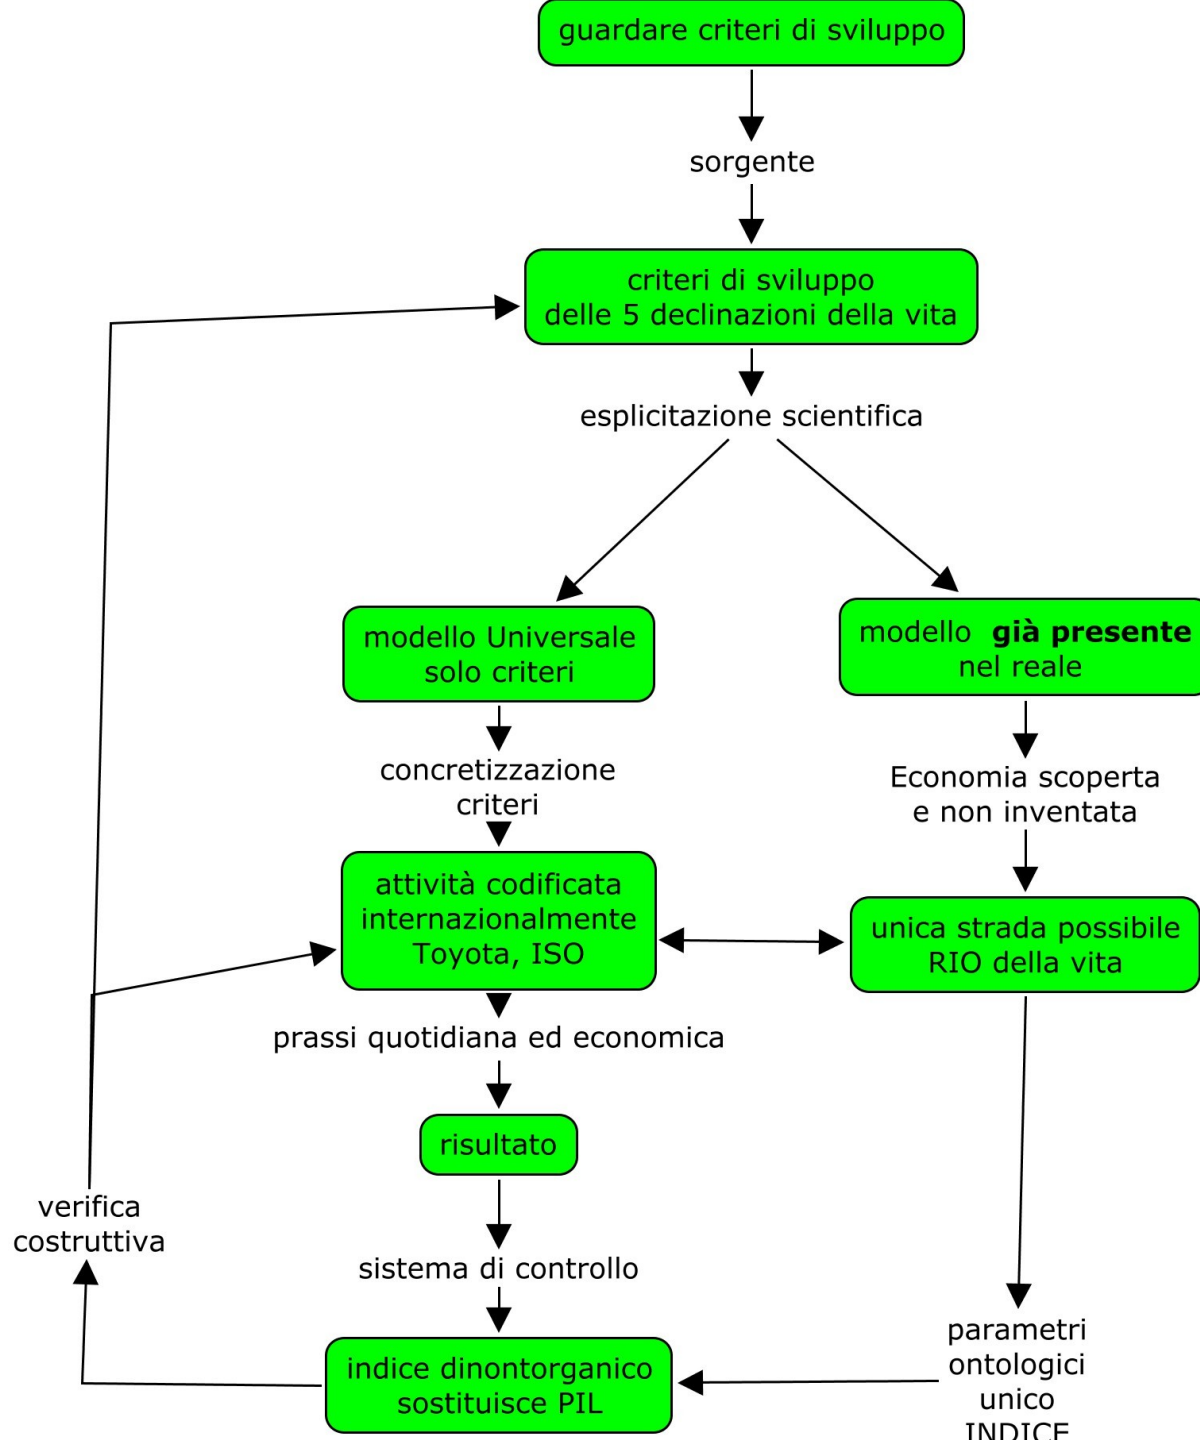 guardare criteri di sviluppo
sorgente
criteri di sviluppo
delle 5 declinazioni della vita
esplicitazione scientifica
modello Universale
solo criteri
modello già presente
nel reale
concretizzazione
criteri
Economia scoperta
e non inventata
attività codificata
internazionalmente
Toyota, ISO
unica strada possibile
RIO della vita
prassi quotidiana ed economica
risultato
verifica
costruttiva
sistema di controllo
indice dinontorganico
sostituisce PIL
parametri
ontologici
unico
INDICE